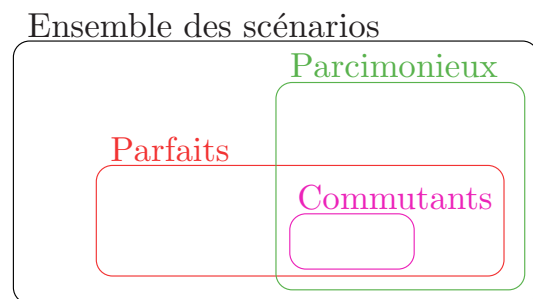 Ensemble des scénarios
Parcimonieux
Parfaits
Commutants